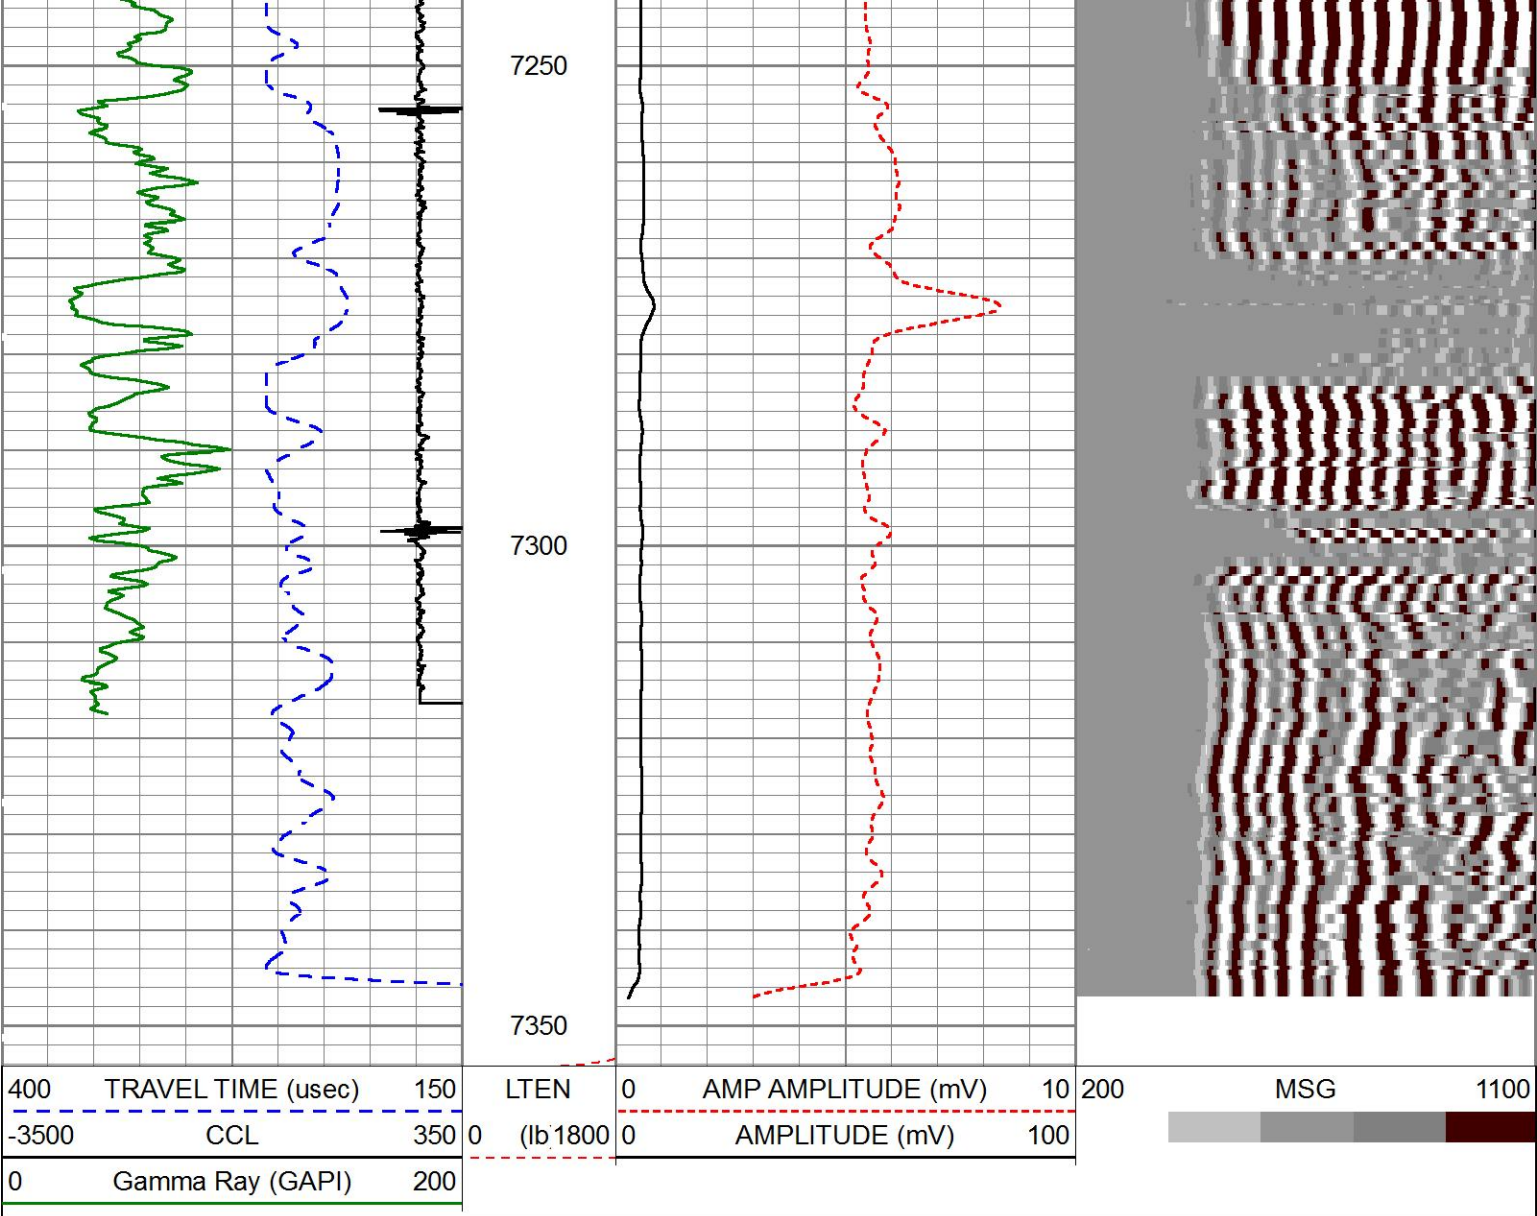 7250
7300
7350
400 TRAVEL TIME (usec) 150 LTEN 0 AMP AMPLITUDE (mV) 10 200 MSG 1100
-3500 CCL 350 0 (lb 1800 0 AMPLITUDE (mV) 100
0 Gamma Ray (GAPI) 200